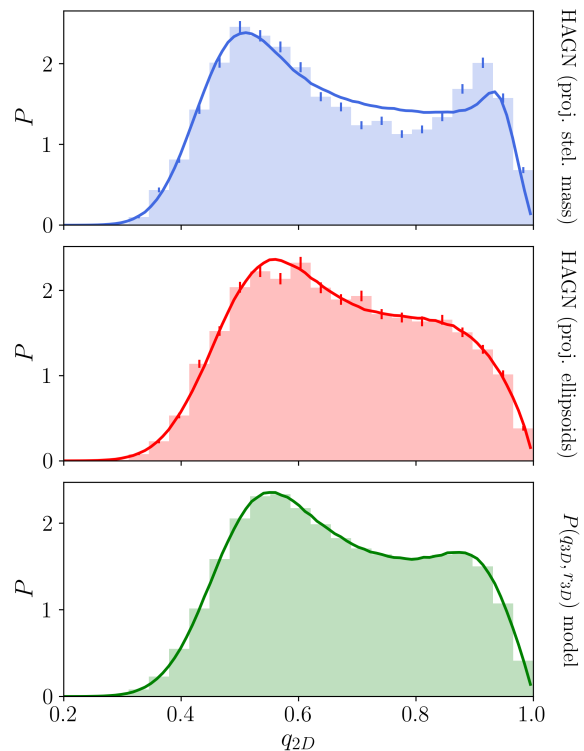 2
1
0
P
HAGN (proj. stel. mass)
2
1
0
P
HAGN (proj. ellipsoids)
2
1
0
P
P(q3D, r3D) model
0.2 0.4 0.6 0.8 1.0
q2D